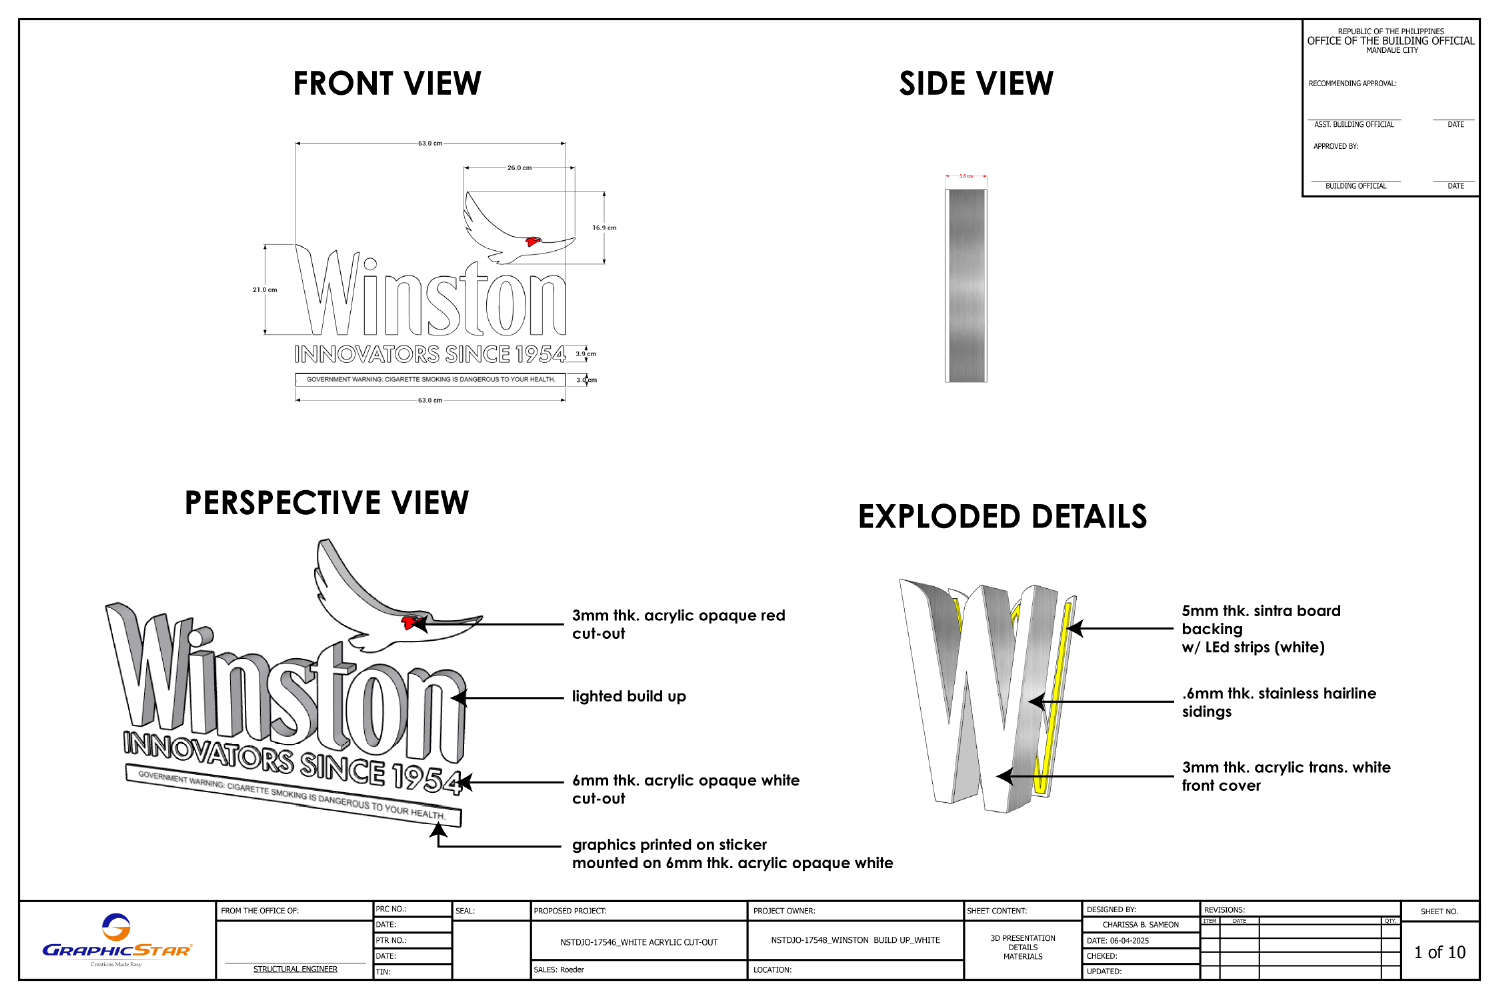 REPUBLIC OF THE PHILIPPINES
OFFICE OF THE BUILDING OFFICIAL
MANDAUE CITY
RECOMMENDING APPROVAL:
ASST. BUILDING OFFICIAL DATE
APPROVED BY:
BUILDING OFFICIAL DATE
FRONT VIEW
63.0 cm
26.0 cm
16.9 cm
21.0 cm
Winston
INNOVATORS SINCE 1954
3.9 cm
GOVERNMENT WARNING: CIGARETTE SMOKING IS DANGEROUS TO YOUR HEALTH.
3.0 cm
63.0 cm
SIDE VIEW
5.8 cm
PERSPECTIVE VIEW
Winston
INNOVATORS SINCE 1954
GOVERNMENT WARNING: CIGARETTE SMOKING IS DANGEROUS TO YOUR HEALTH.
3mm thk. acrylic opaque red
cut-out
lighted build up
6mm thk. acrylic opaque white
cut-out
graphics printed on sticker
mounted on 6mm thk. acrylic opaque white
EXPLODED DETAILS
W
5mm thk. sintra board
backing
w/ LEd strips (white)
.6mm thk. stainless hairline
sidings
3mm thk. acrylic trans. white
front cover
GRAPHICSTAR
Creations Made Easy
FROM THE OFFICE OF:
STRUCTURAL ENGINEER
PRC NO.:
DATE:
PTR NO.:
DATE:
TIN:
SEAL:
PROPOSED PROJECT:
NSTDJO-17546_WHITE ACRYLIC CUT-OUT
SALES: Roeder
PROJECT OWNER:
NSTDJO-17548_WINSTON BUILD UP_WHITE
LOCATION:
SHEET CONTENT:
3D PRESENTATION
DETAILS
MATERIALS
DESIGNED BY:
CHARISSA B. SAMEON
DATE: 06-04-2025
CHEKED:
UPDATED:
REVISIONS:
ITEM DATE QTY.
SHEET NO.
1 of 10